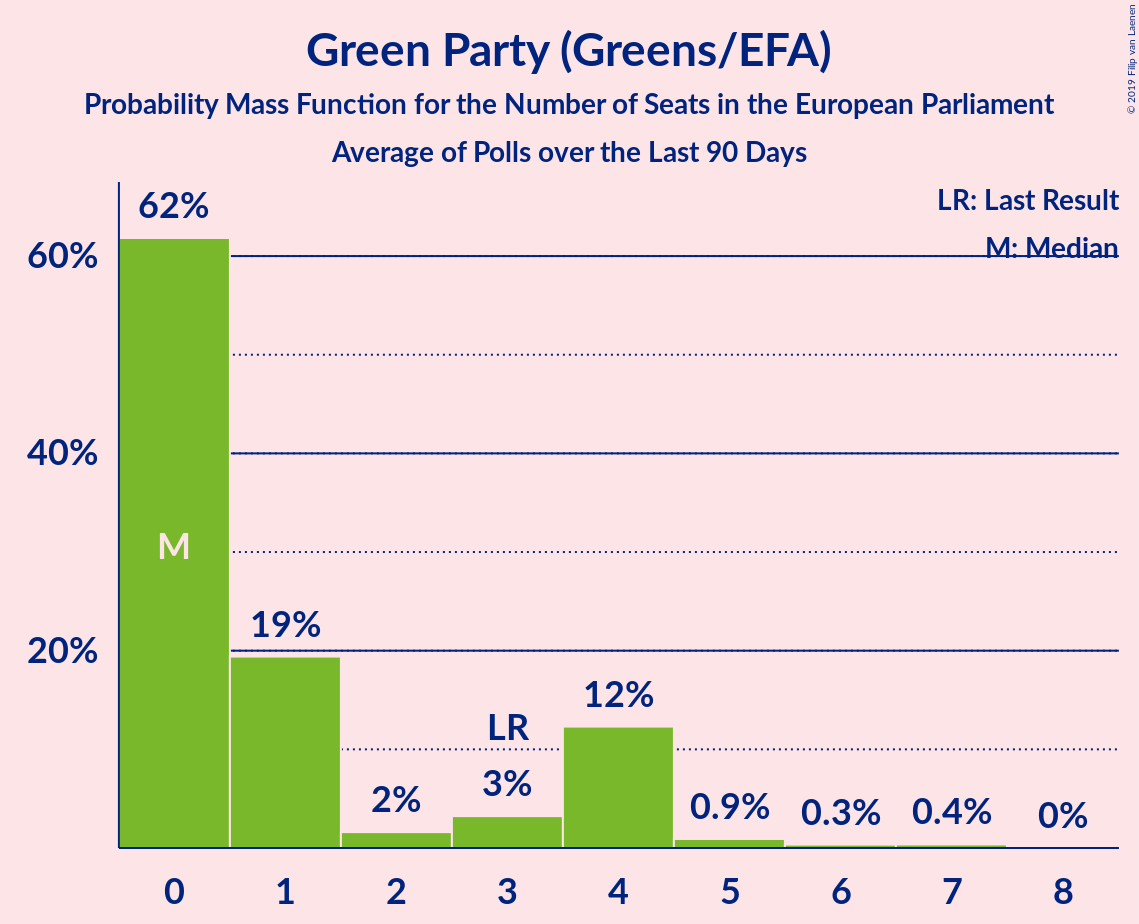 Green Party (Greens/EFA)
Probability Mass Function for the Number of Seats in the European Parliament
Average of Polls over the Last 90 Days
© 2019 Filip van Laenen
LR: Last Result
M: Median
62%
60%
40%
M
20%
19%
12%
LR
3%
2%
0.9%
0.3%
0.4%
0%
0 1 2 3 4 5 6 7 8